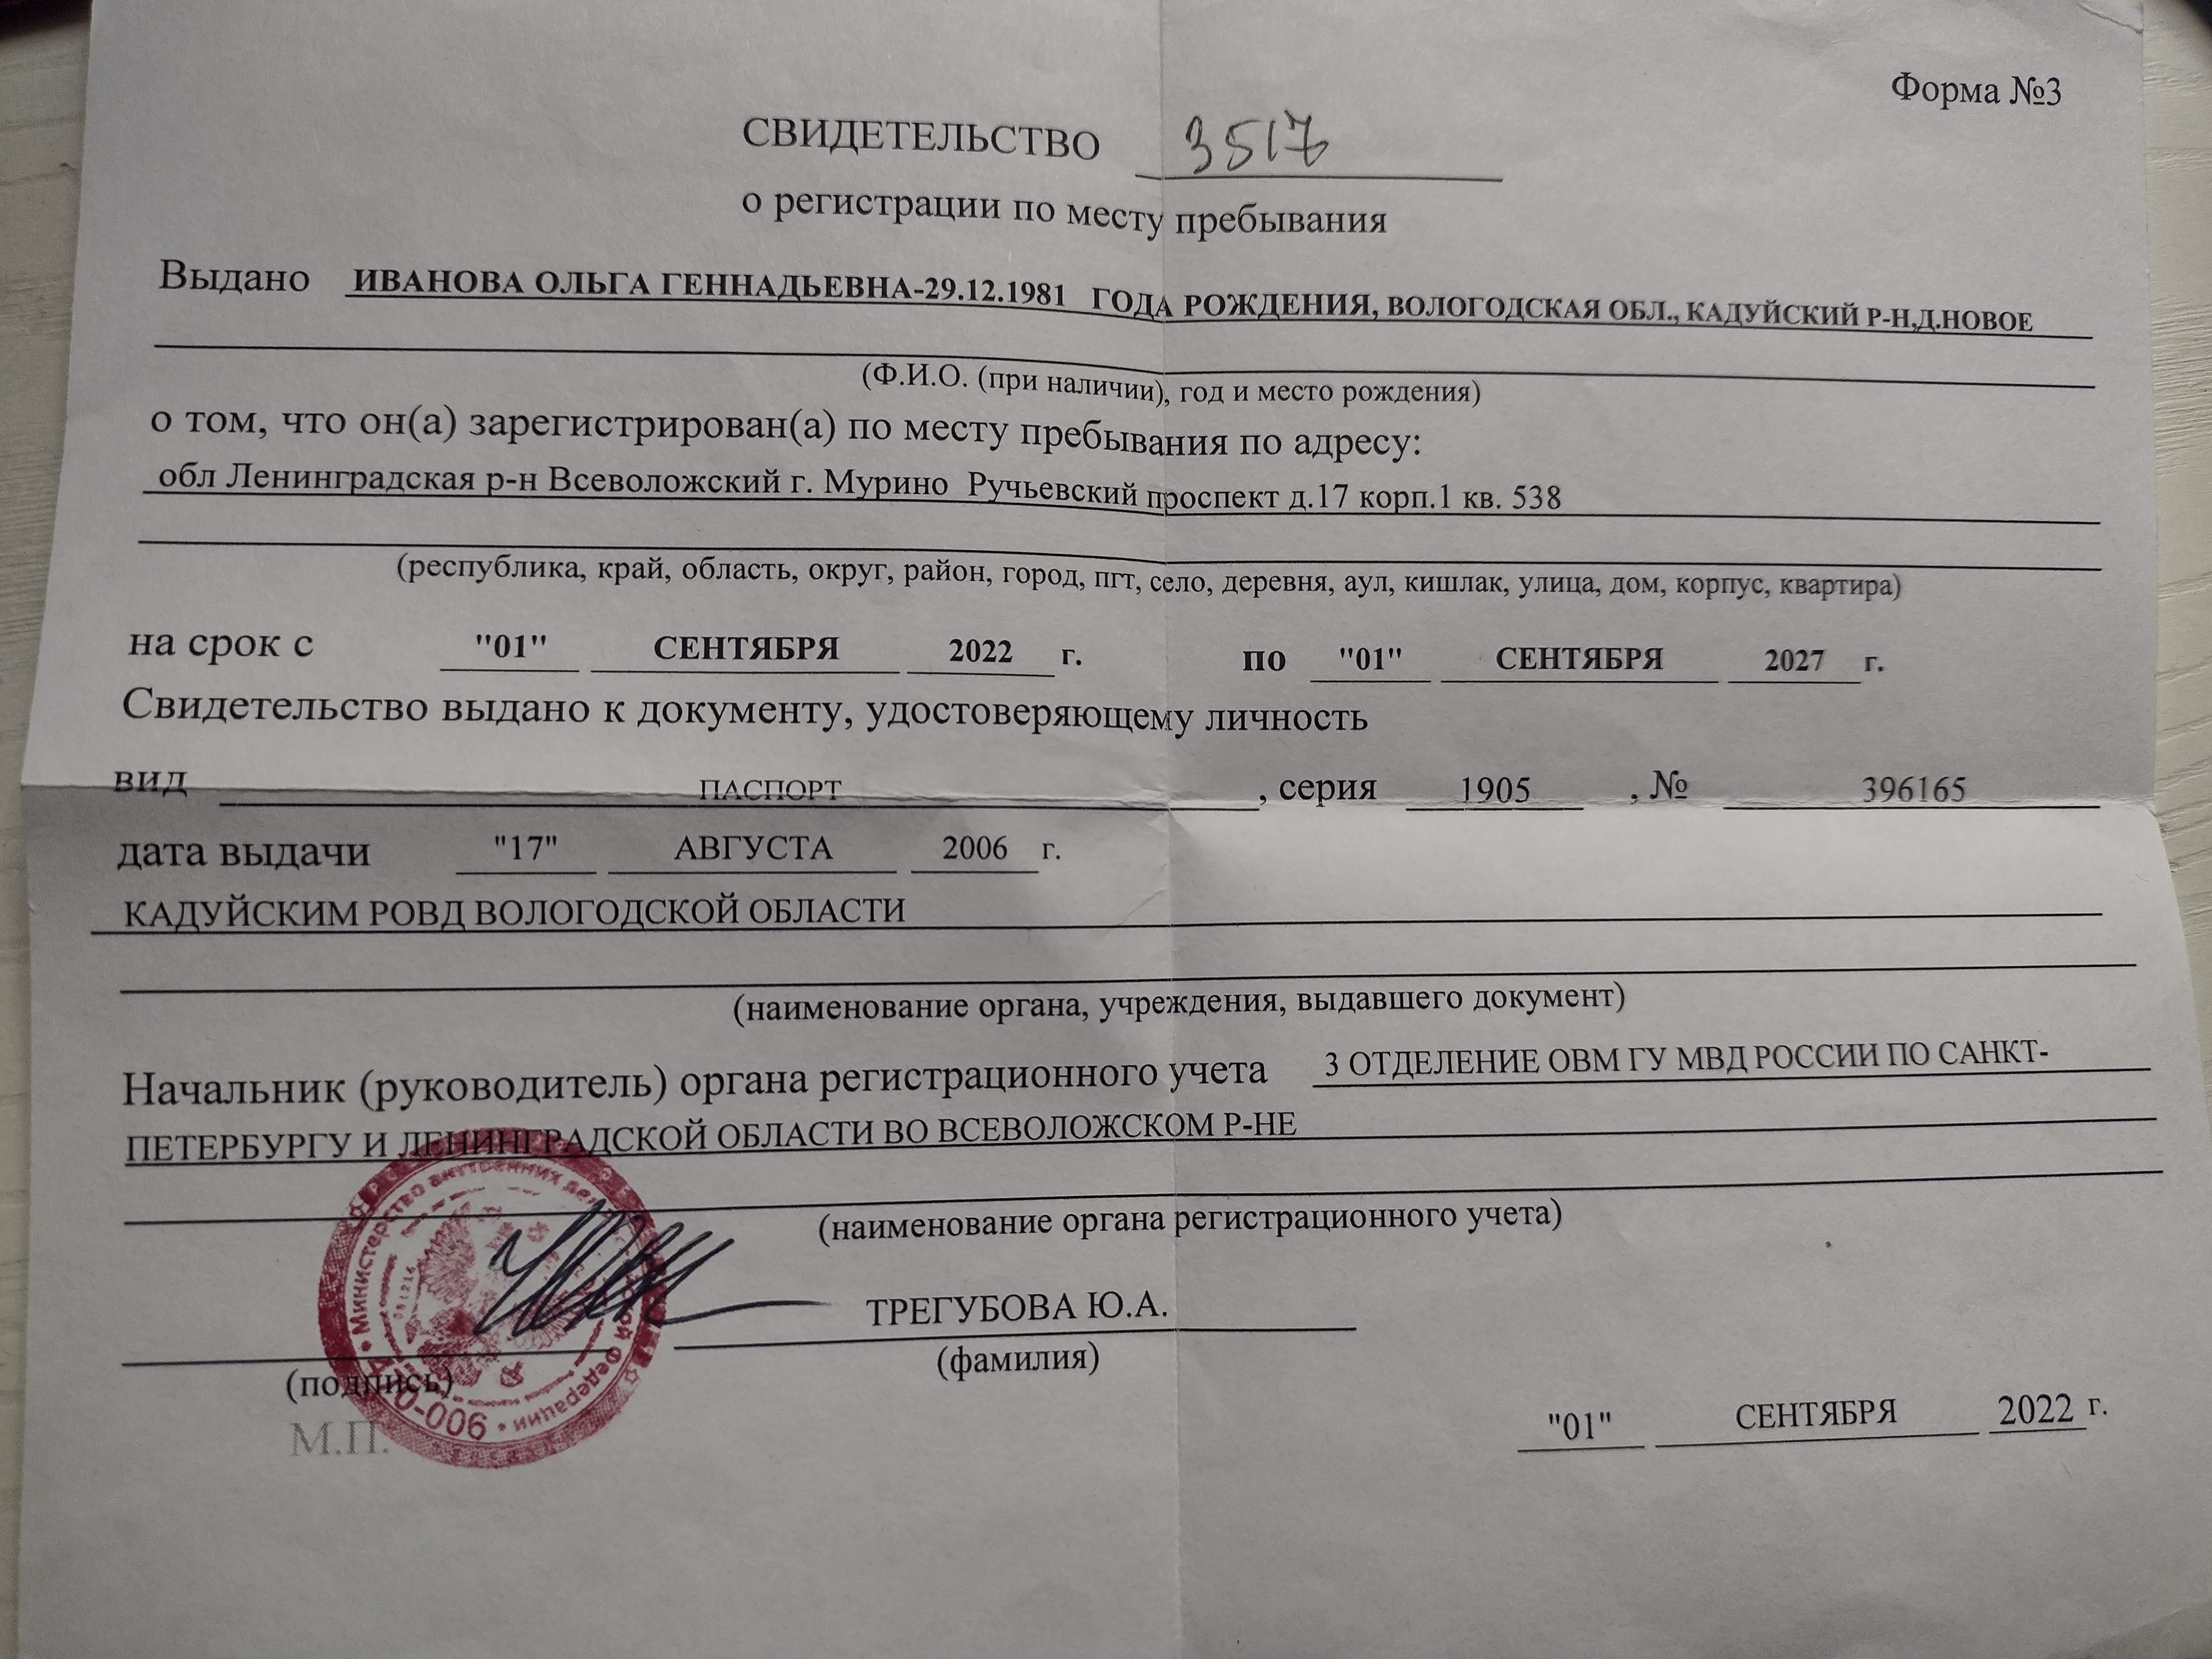 Форма №3
СВИДЕТЕЛЬСТВО 3517
о регистрации по месту пребывания
Выдано ИВАНОВА ОЛЬГА ГЕННАДЬЕВНА-29.12.1981 ГОДА РОЖДЕНИЯ, ВОЛОГОДСКАЯ ОБЛ., КАДУЙСКИЙ Р-Н,Д.НОВОЕ
(Ф.И.О. (при наличии), год и место рождения)
о том, что он(а) зарегистрирован(а) по месту пребывания по адресу:
обл Ленинградская р-н Всеволожский г. Мурино Ручьевский проспект д.17 корп.1 кв. 538
(республика, край, область, округ, район, город, пгт, село, деревня, аул, кишлак, улица, дом, корпус, квартира)
на срок с "01" СЕНТЯБРЯ 2022 г. по "01" СЕНТЯБРЯ 2027 г.
Свидетельство выдано к документу, удостоверяющему личность
вид ПАСПОРТ , серия 1905 , № 396165
дата выдачи "17" АВГУСТА 2006 г.
КАДУЙСКИМ РОВД ВОЛОГОДСКОЙ ОБЛАСТИ
(наименование органа, учреждения, выдавшего документ)
Начальник (руководитель) органа регистрационного учета 3 ОТДЕЛЕНИЕ ОВМ ГУ МВД РОССИИ ПО САНКТ-
ПЕТЕРБУРГУ И ЛЕНИНГРАДСКОЙ ОБЛАСТИ ВО ВСЕВОЛОЖСКОМ Р-НЕ
(наименование органа регистрационного учета)
Министерство внутренних дел Федерации
ТРЕГУБОВА Ю.А.
(подпись) (фамилия)
М.П.
"01" СЕНТЯБРЯ 2022 г.